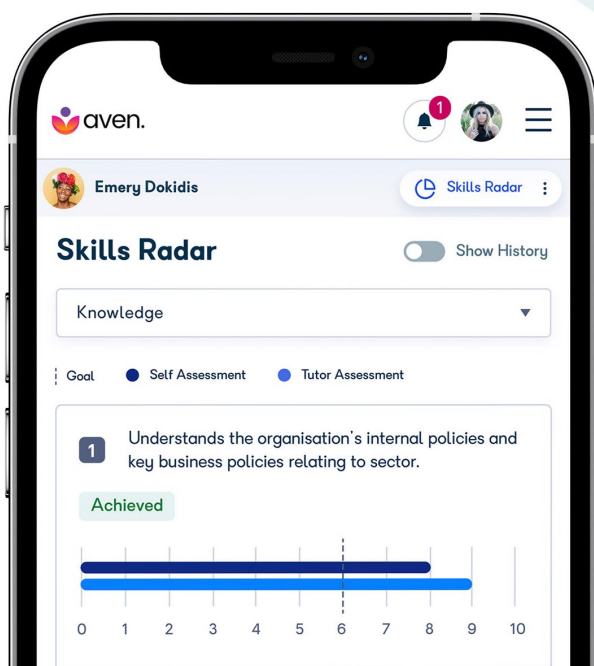 aven.
1
Emery Dokidis
Skills Radar
Skills Radar
Show History
Knowledge
Goal
Self Assessment
Tutor Assessment
1
Understands the organisation's internal policies and
key business policies relating to sector.
Achieved
0 1 2 3 4 5 6 7 8 9 10